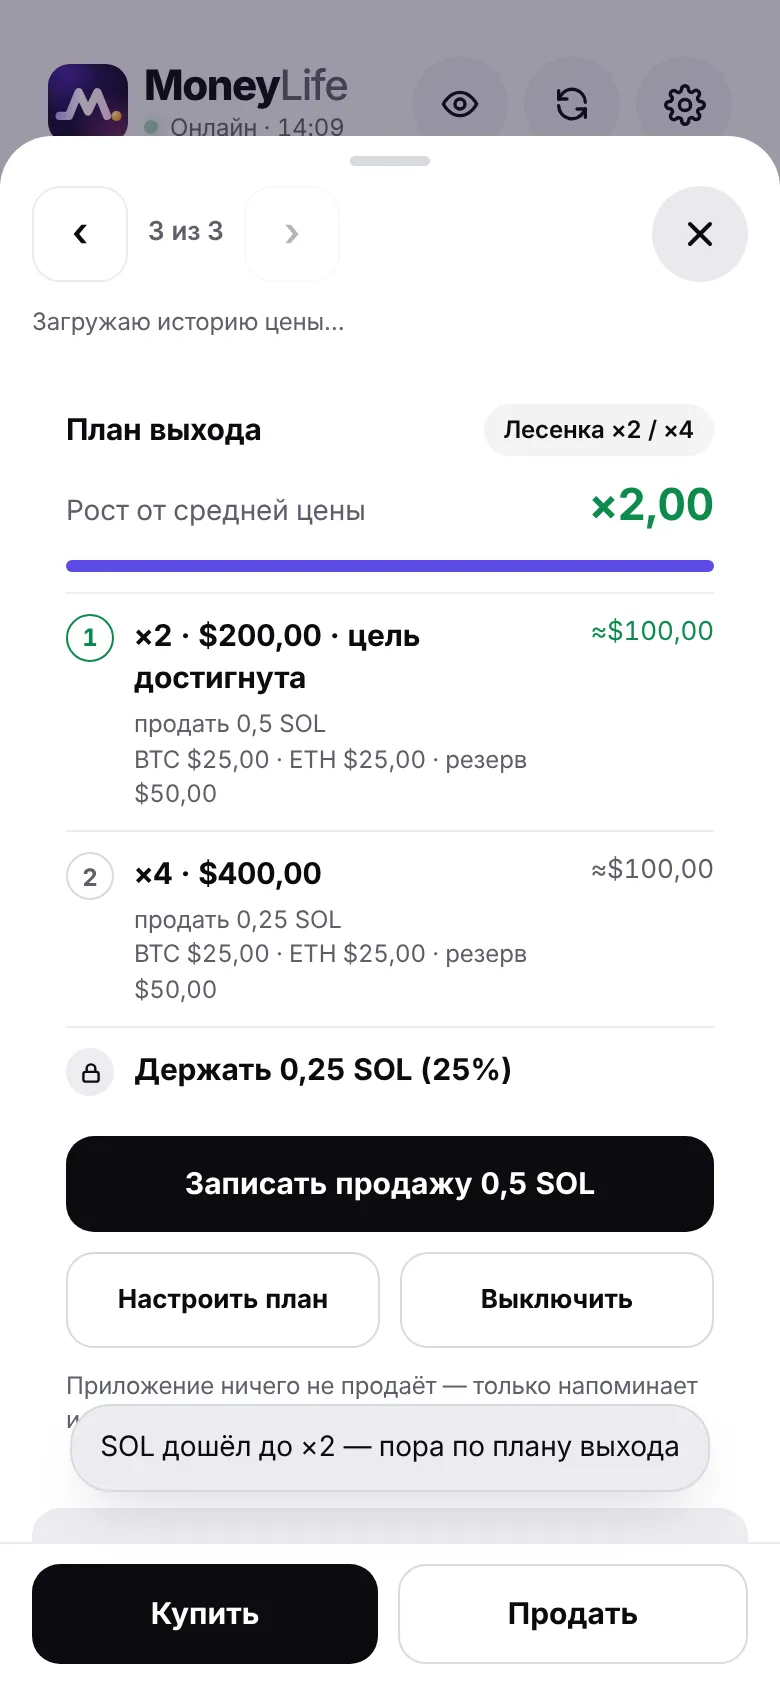 MoneyLife
Онлайн · 14:09
3 из 3
Загружаю историю цены...
План выхода
Лесенка ×2 / ×4
Рост от средней цены
×2,00
1
×2 · $200,00 · цель
достигнута
≈$100,00
продать 0,5 SOL
BTC $25,00 · ETH $25,00 · резерв
$50,00
2
×4 · $400,00
≈$100,00
продать 0,25 SOL
BTC $25,00 · ETH $25,00 · резерв
$50,00
Держать 0,25 SOL (25%)
Записать продажу 0,5 SOL
Настроить план
Выключить
Приложение ничего не продаёт — только напоминает
SOL дошёл до ×2 — пора по плану выхода
Купить
Продать